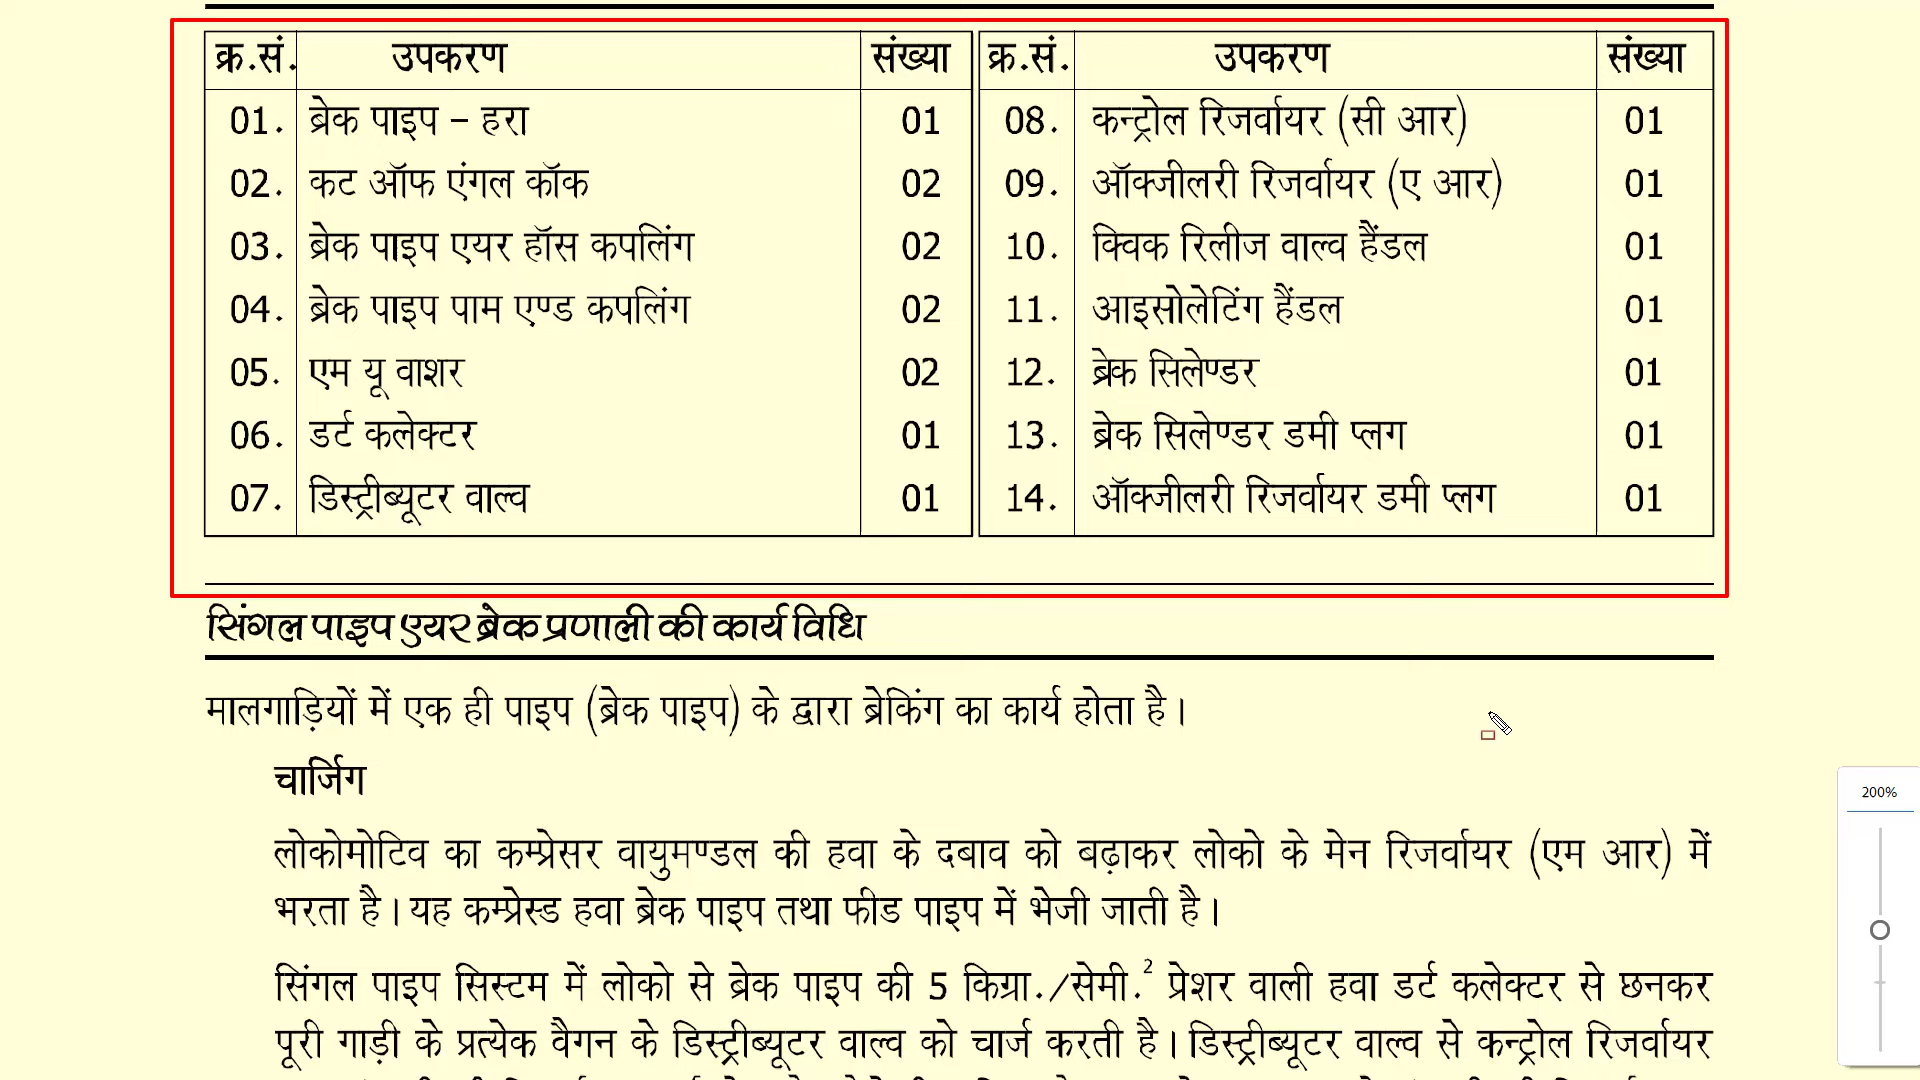 क्र.सं. उपकरण संख्या क्र.सं. उपकरण संख्या
01. ब्रेक पाइप – हरा 01 08. कन्ट्रोल रिजर्वायर (सी आर) 01
02. कट ऑफ एंगल कॉक 02 09. ऑक्जीलरी रिजर्वायर (ए आर) 01
03. ब्रेक पाइप एयर हॉस कपलिंग 02 10. क्विक रिलीज वाल्व हैंडल 01
04. ब्रेक पाइप पाम एण्ड कपलिंग 02 11. आइसोलेटिंग हैंडल 01
05. एम यू वाशर 02 12. ब्रेक सिलेण्डर 01
06. डर्ट कलेक्टर 01 13. ब्रेक सिलेण्डर डमी प्लग 01
07. डिस्ट्रीब्यूटर वाल्व 01 14. ऑक्जीलरी रिजर्वायर डमी प्लग 01
सिंगल पाइप एयर ब्रेक प्रणाली की कार्य विधि
मालगाड़ियों में एक ही पाइप (ब्रेक पाइप) के द्वारा ब्रेकिंग का कार्य होता है।
चार्जिग
200%
लोकोमोटिव का कम्प्रेसर वायुमण्डल की हवा के दबाव को बढ़ाकर लोको के मेन रिजर्वायर (एम आर) में
भरता है। यह कम्प्रेस्ड हवा ब्रेक पाइप तथा फीड पाइप में भेजी जाती है।
सिंगल पाइप सिस्टम में लोको से ब्रेक पाइप की 5 किग्रा./सेमी.² प्रेशर वाली हवा डर्ट कलेक्टर से छनकर
पूरी गाड़ी के प्रत्येक वैगन के डिस्ट्रीब्यूटर वाल्व को चार्ज करती है। डिस्ट्रीब्यूटर वाल्व से कन्ट्रोल रिजर्वायर